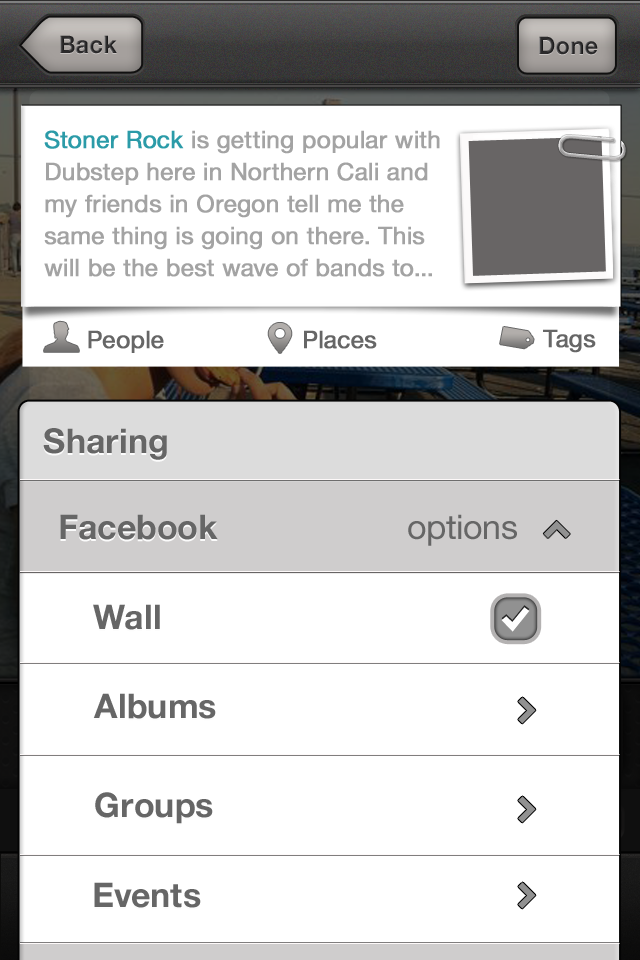 Back
Done
Stoner Rock is getting popular with
Dubstep here in Northern Cali and
my friends in Oregon tell me the
same thing is going on there. This
will be the best wave of bands to...
People Places Tags
Sharing
Facebook options
Wall
Albums
Groups
Events